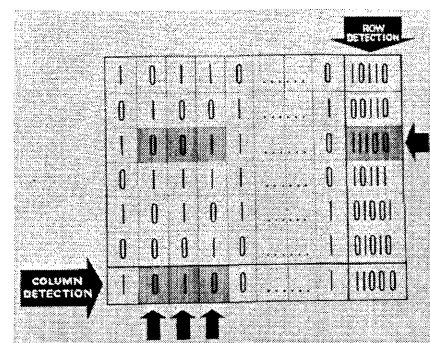 ROW
DETECTION
1 0 1 1 0 ...... 0 10110
0 1 0 0 1 ...... 1 00110
1 0 0 1 1 ...... 0 11100
0 1 1 1 1 ...... 0 10111
1 0 1 0 1 ...... 1 01001
0 0 0 1 0 ...... 1 01010
COLUMN
DETECTION
1 0 1 0 0 ...... 1 11000